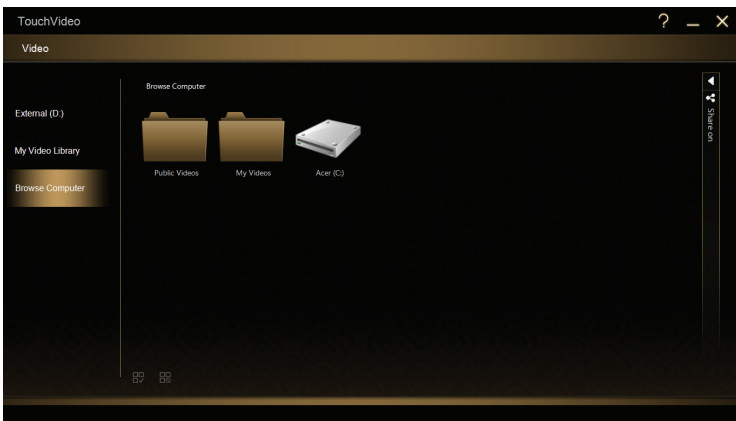 TouchVideo
?
Video
External (D:)
My Video Library
Browse Computer
Browse Computer
Public Videos
My Videos
Acer (C:)
Share on